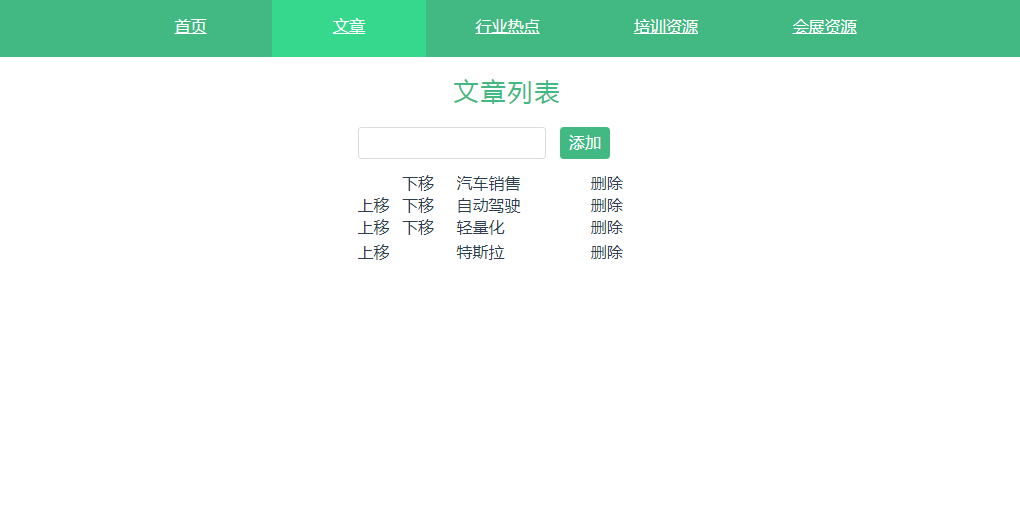 首页 文章 行业热点 培训资源 会展资源
文章列表
添加
下移 汽车销售 删除
上移 下移 自动驾驶 删除
上移 下移 轻量化 删除
上移 特斯拉 删除